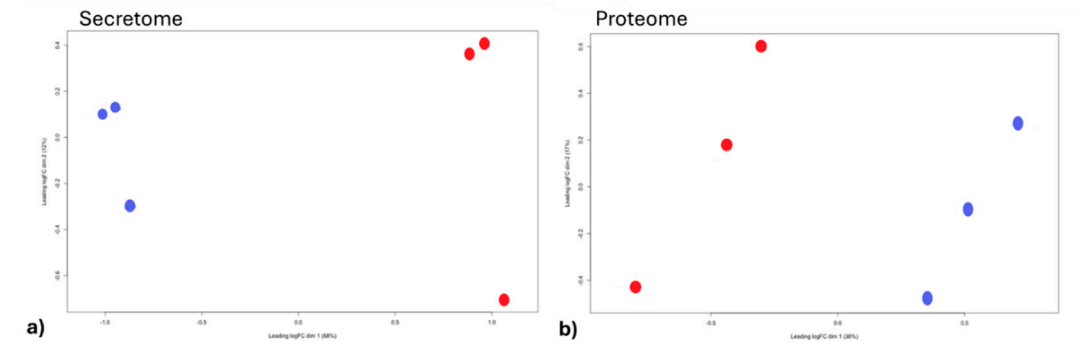 Secretome
Proteome
0.4
0.2
0.0
-0.2
-0.4
-0.6
Leading logFC dim 2 (12%)
-1.0 -0.5 0.0 0.5 1.0
Leading logFC dim 1 (68%)
a)
0.6
0.4
0.2
0.0
-0.2
-0.4
Leading logFC dim 2 (17%)
-0.5 0.0 0.5
Leading logFC dim 1 (38%)
b)